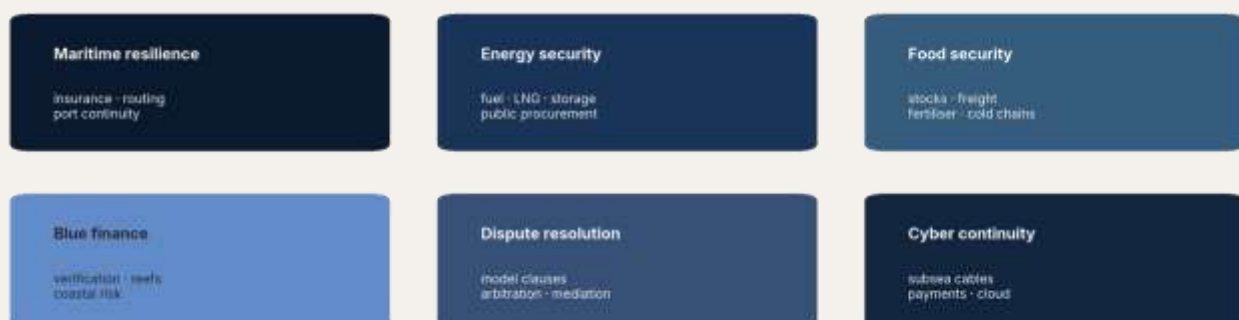 Maritime resilience
insurance · routing
port continuity
Energy security
fuel · LNG · storage
public procurement
Food security
stocks · freight
fertiliser · cold chains
Blue finance
verification · reefs
coastal risk
Dispute resolution
model clauses
arbitration · mediation
Cyber continuity
subsea cables
payments · cloud